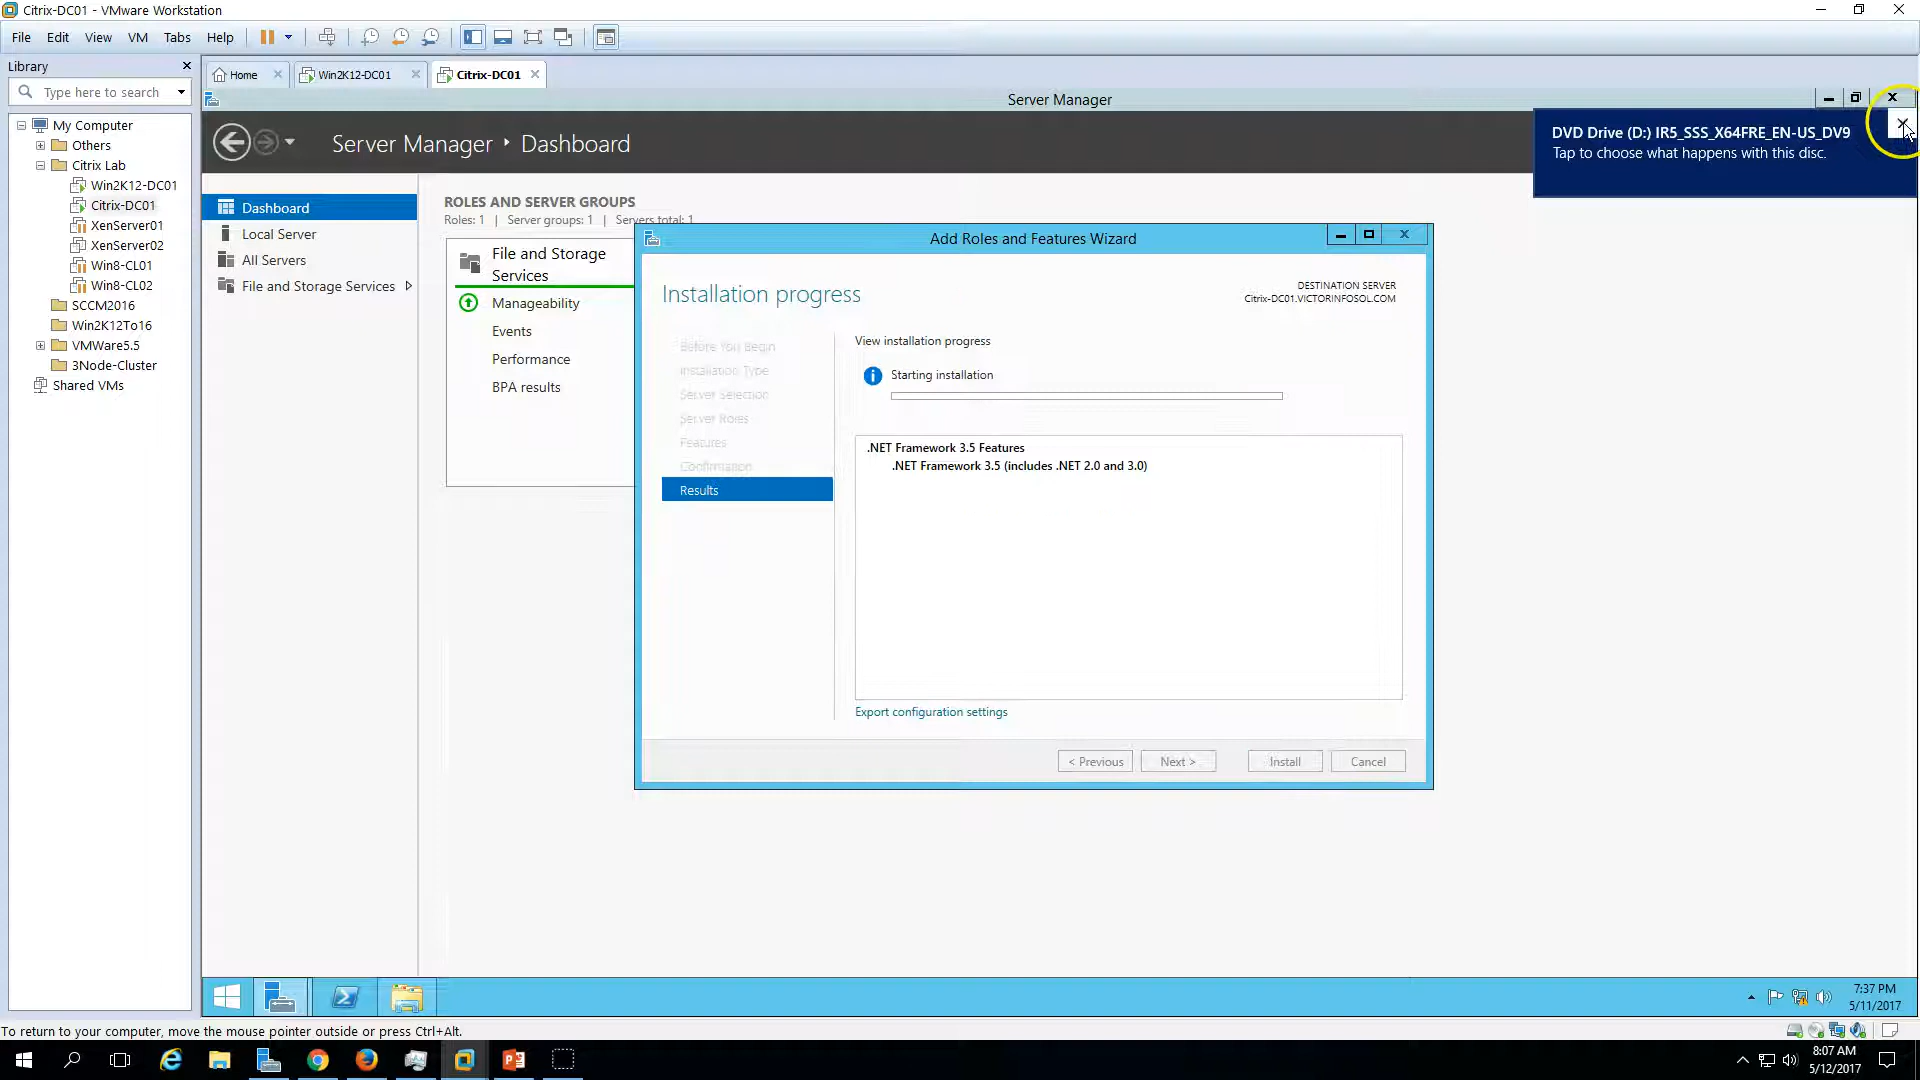 Citrix-DC01 - VMware Workstation
File Edit View VM Tabs Help
Library
Type here to search
My Computer
Others
Citrix Lab
Win2K12-DC01
Citrix-DC01
XenServer01
XenServer02
Win8-CL01
Win8-CL02
SCCM2016
Win2K12To16
VMWare5.5
3Node-Cluster
Shared VMs
Home Win2K12-DC01 Citrix-DC01
Server Manager
Server Manager Dashboard
DVD Drive (D:) IR5_SSS_X64FRE_EN-US_DV9
Tap to choose what happens with this disc.
Dashboard
Local Server
All Servers
File and Storage Services
ROLES AND SERVER GROUPS
Roles: 1 | Server groups: 1 | Servers total: 1
File and Storage
Services
Manageability
Events
Performance
BPA results
Add Roles and Features Wizard
Installation progress
DESTINATION SERVER
Citrix-DC01.VICTORINFOSOL.COM
Before You Begin
Installation Type
Server Selection
Server Roles
Features
Confirmation
Results
View installation progress
Starting installation
.NET Framework 3.5 Features
.NET Framework 3.5 (includes .NET 2.0 and 3.0)
Export configuration settings
< Previous Next > Install Cancel
7:37 PM
5/11/2017
To return to your computer, move the mouse pointer outside or press Ctrl+Alt.
8:07 AM
5/12/2017